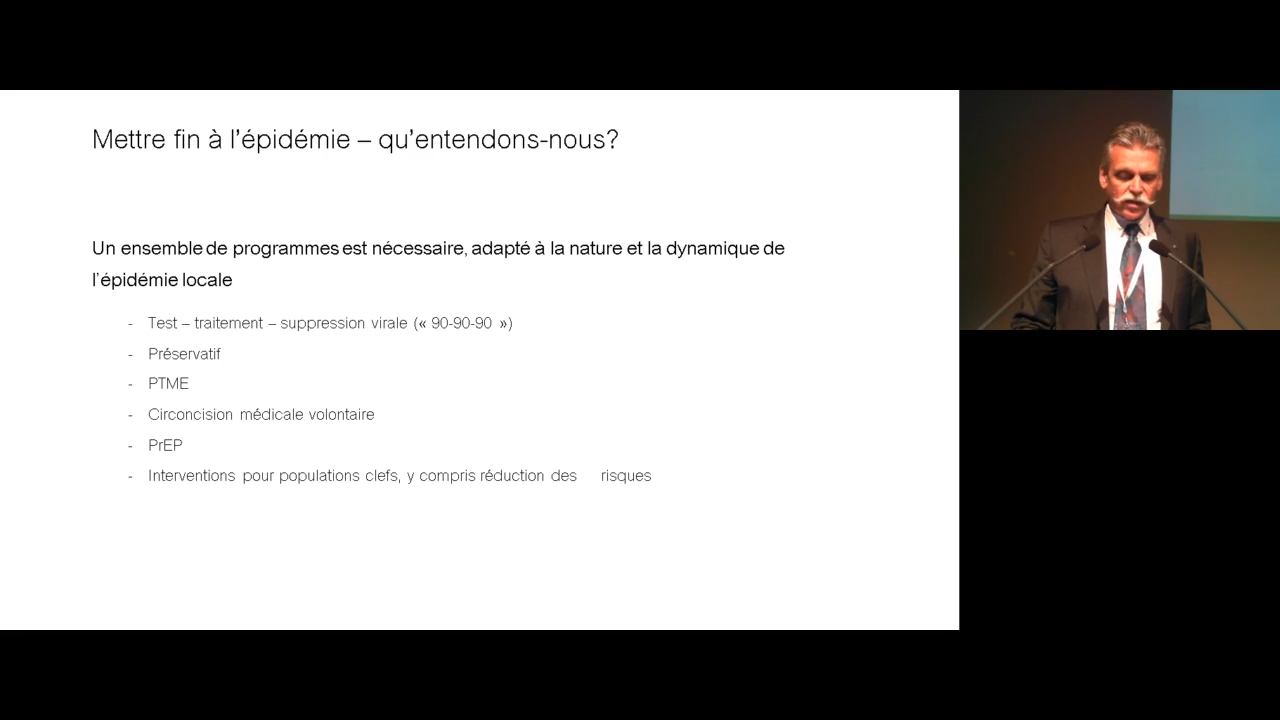 Mettre fin à l’épidémie – qu’entendons-nous?
Un ensemble de programmes est nécessaire, adapté à la nature et la dynamique de
l’épidémie locale
- Test – traitement – suppression virale (« 90-90-90 »)
- Préservatif
- PTME
- Circoncision médicale volontaire
- PrEP
- Interventions pour populations clefs, y compris réduction des risques